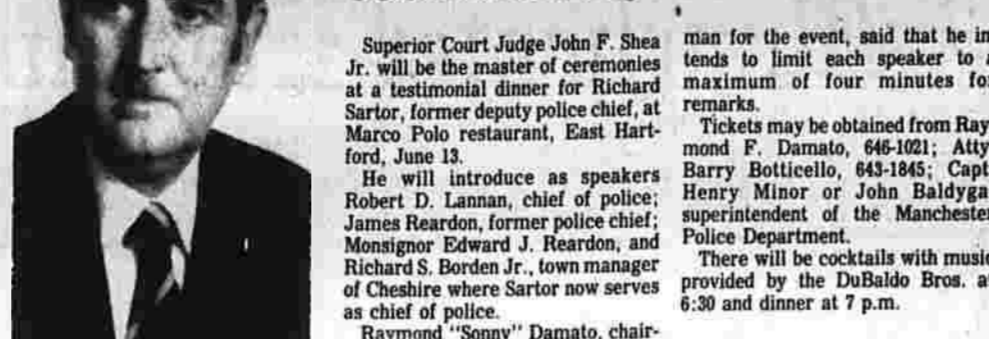 Superior Court Judge John F. Shea
Jr. will be the master of ceremonies
at a testimonial dinner for Richard
Sartor, former deputy police chief, at
Marco Polo restaurant, East Hart-
ford, June 13.
He will introduce as speakers
Robert D. Lannan, chief of police;
James Reardon, former police chief;
Monsignor Edward J. Reardon, and
Richard S. Borden Jr., town manager
of Cheshire where Sartor now serves
as chief of police.
Raymond "Sonny" Damato, chair-
man for the event, said that he in
tends to limit each speaker to a
maximum of four minutes for
remarks.
Tickets may be obtained from Ray
mond F. Damato, 646-1021; Atty
Barry Botticello, 643-1845; Capt.
Henry Minor or John Baldyga
superintendent of the Manchester
Police Department.
There will be cocktails with music
provided by the DuBaldo Bros. a
6:30 and dinner at 7 p.m.